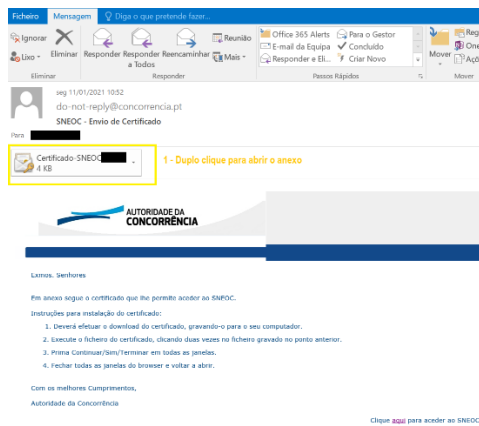 Ficheiro Mensagem Diga o que pretende fazer...
Ignorar
Lixo
Eliminar
Responder
Responder a Todos
Reencaminhar
Reunião
Mais
Office 365 Alerts
E-mail da Equipa
Responder e Eli...
Para o Gestor
Concluído
Criar Novo
Mover
Reg
One
Açõ
Eliminar Responder Passos Rápidos Mover
seg 11/01/2021 10:52
do-not-reply@concorrencia.pt
SNEOC - Envio de Certificado
Para
Certificado-SNEOC
4 KB
1 - Duplo clique para abrir o anexo
AUTORIDADE DA
CONCORRÊNCIA
Exmos. Senhores
Em anexo segue o certificado que lhe permite aceder ao SNEOC.
Instruções para instalação do certificado:
1. Deverá efetuar o download do certificado, gravando-o para o seu computador.
2. Execute o ficheiro do certificado, clicando duas vezes no ficheiro gravado no ponto anterior.
3. Prima Continuar/Sim/Terminar em todas as janelas.
4. Fechar todas as janelas do browser e voltar a abrir.
Com os melhores Cumprimentos,
Autoridade da Concorrência
Clique aqui para aceder ao SNEOC